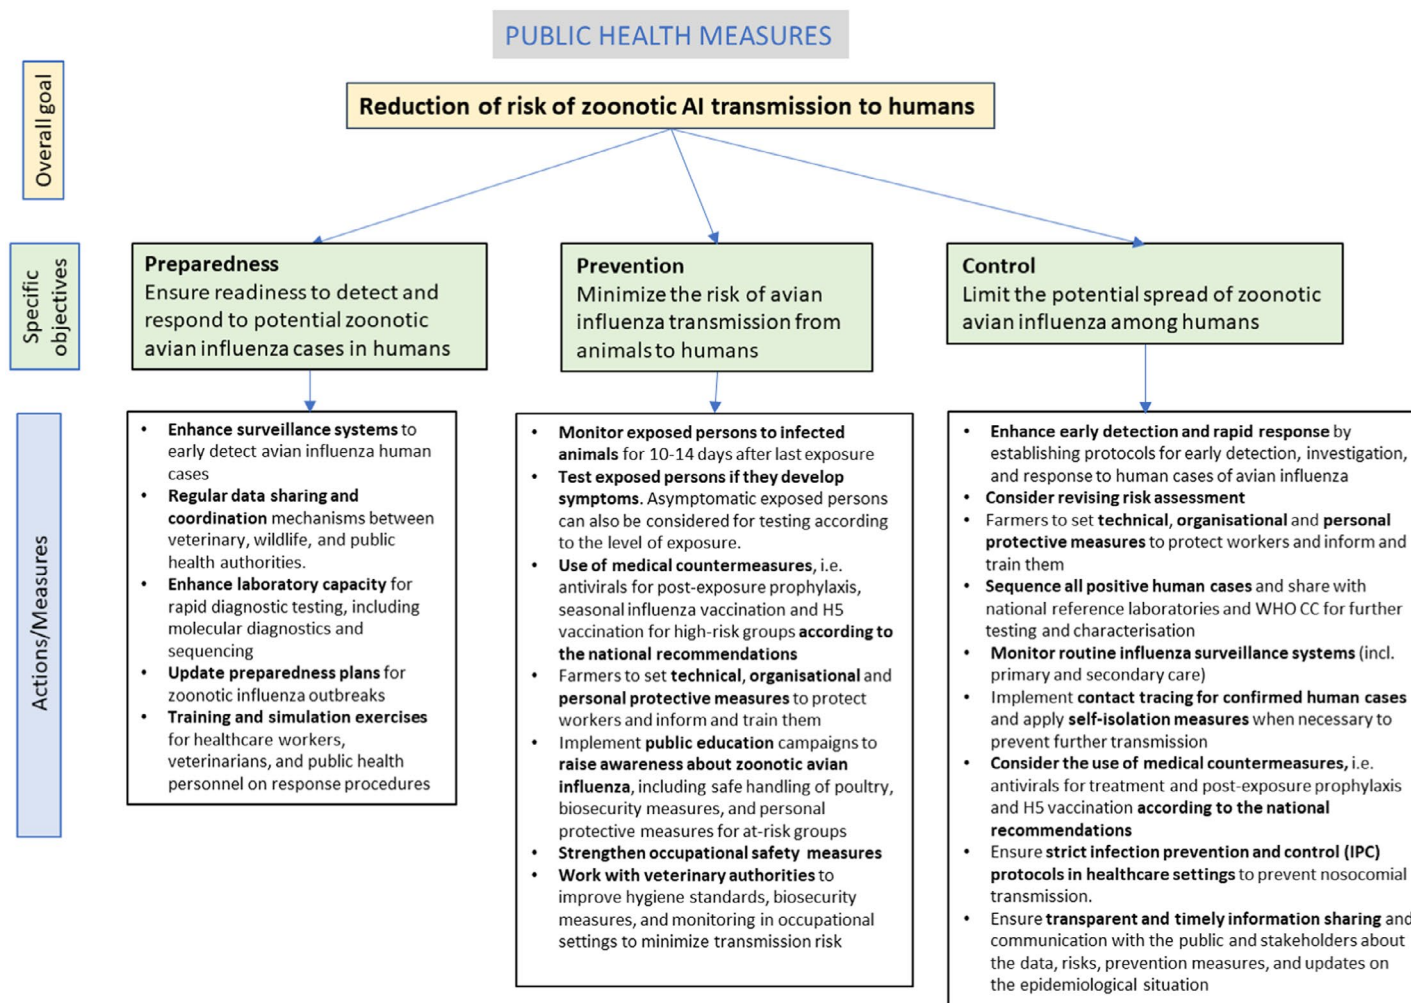 PUBLIC HEALTH MEASURES
Overall goal
Reduction of risk of zoonotic AI transmission to humans
Specific
objectives
Preparedness
Ensure readiness to detect and
respond to potential zoonotic
avian influenza cases in humans
Prevention
Minimize the risk of avian
influenza transmission from
animals to humans
Control
Limit the potential spread of zoonotic
avian influenza among humans
Actions/Measures
• Enhance surveillance systems to
early detect avian influenza human
cases
• Regular data sharing and
coordination mechanisms between
veterinary, wildlife, and public
health authorities.
• Enhance laboratory capacity for
rapid diagnostic testing, including
molecular diagnostics and
sequencing
• Update preparedness plans for
zoonotic influenza outbreaks
• Training and simulation exercises
for healthcare workers,
veterinarians, and public health
personnel on response procedures
• Monitor exposed persons to infected
animals for 10-14 days after last exposure
• Test exposed persons if they develop
symptoms. Asymptomatic exposed persons
can also be considered for testing according
to the level of exposure.
• Use of medical countermeasures, i.e.
antivirals for post-exposure prophylaxis,
seasonal influenza vaccination and H5
vaccination for high-risk groups according to
the national recommendations
• Farmers to set technical, organisational and
personal protective measures to protect
workers and inform and train them
• Implement public education campaigns to
raise awareness about zoonotic avian
influenza, including safe handling of poultry,
biosecurity measures, and personal
protective measures for at-risk groups
• Strengthen occupational safety measures
• Work with veterinary authorities to
improve hygiene standards, biosecurity
measures, and monitoring in occupational
settings to minimize transmission risk
• Enhance early detection and rapid response by
establishing protocols for early detection, investigation,
and response to human cases of avian influenza
• Consider revising risk assessment
• Farmers to set technical, organisational and personal
protective measures to protect workers and inform and
train them
• Sequence all positive human cases and share with
national reference laboratories and WHO CC for further
testing and characterisation
• Monitor routine influenza surveillance systems (incl.
primary and secondary care)
• Implement contact tracing for confirmed human cases
and apply self-isolation measures when necessary to
prevent further transmission
• Consider the use of medical countermeasures, i.e.
antivirals for treatment and post-exposure prophylaxis
and H5 vaccination according to the national
recommendations
• Ensure strict infection prevention and control (IPC)
protocols in healthcare settings to prevent nosocomial
transmission.
• Ensure transparent and timely information sharing and
communication with the public and stakeholders about
the data, risks, prevention measures, and updates on
the epidemiological situation